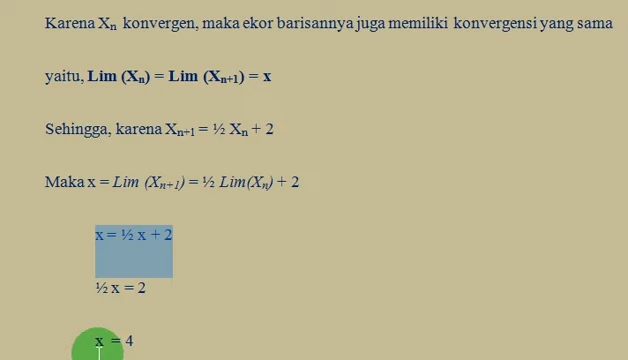 Karena Xn konvergen, maka ekor barisannya juga memiliki konvergensi yang sama
yaitu, Lim (Xn) = Lim (Xn+1) = x
Sehingga, karena Xn+1 = ½ Xn + 2
Maka x = Lim (Xn+1) = ½ Lim(Xn) + 2
x = ½ x + 2
½ x = 2
x = 4